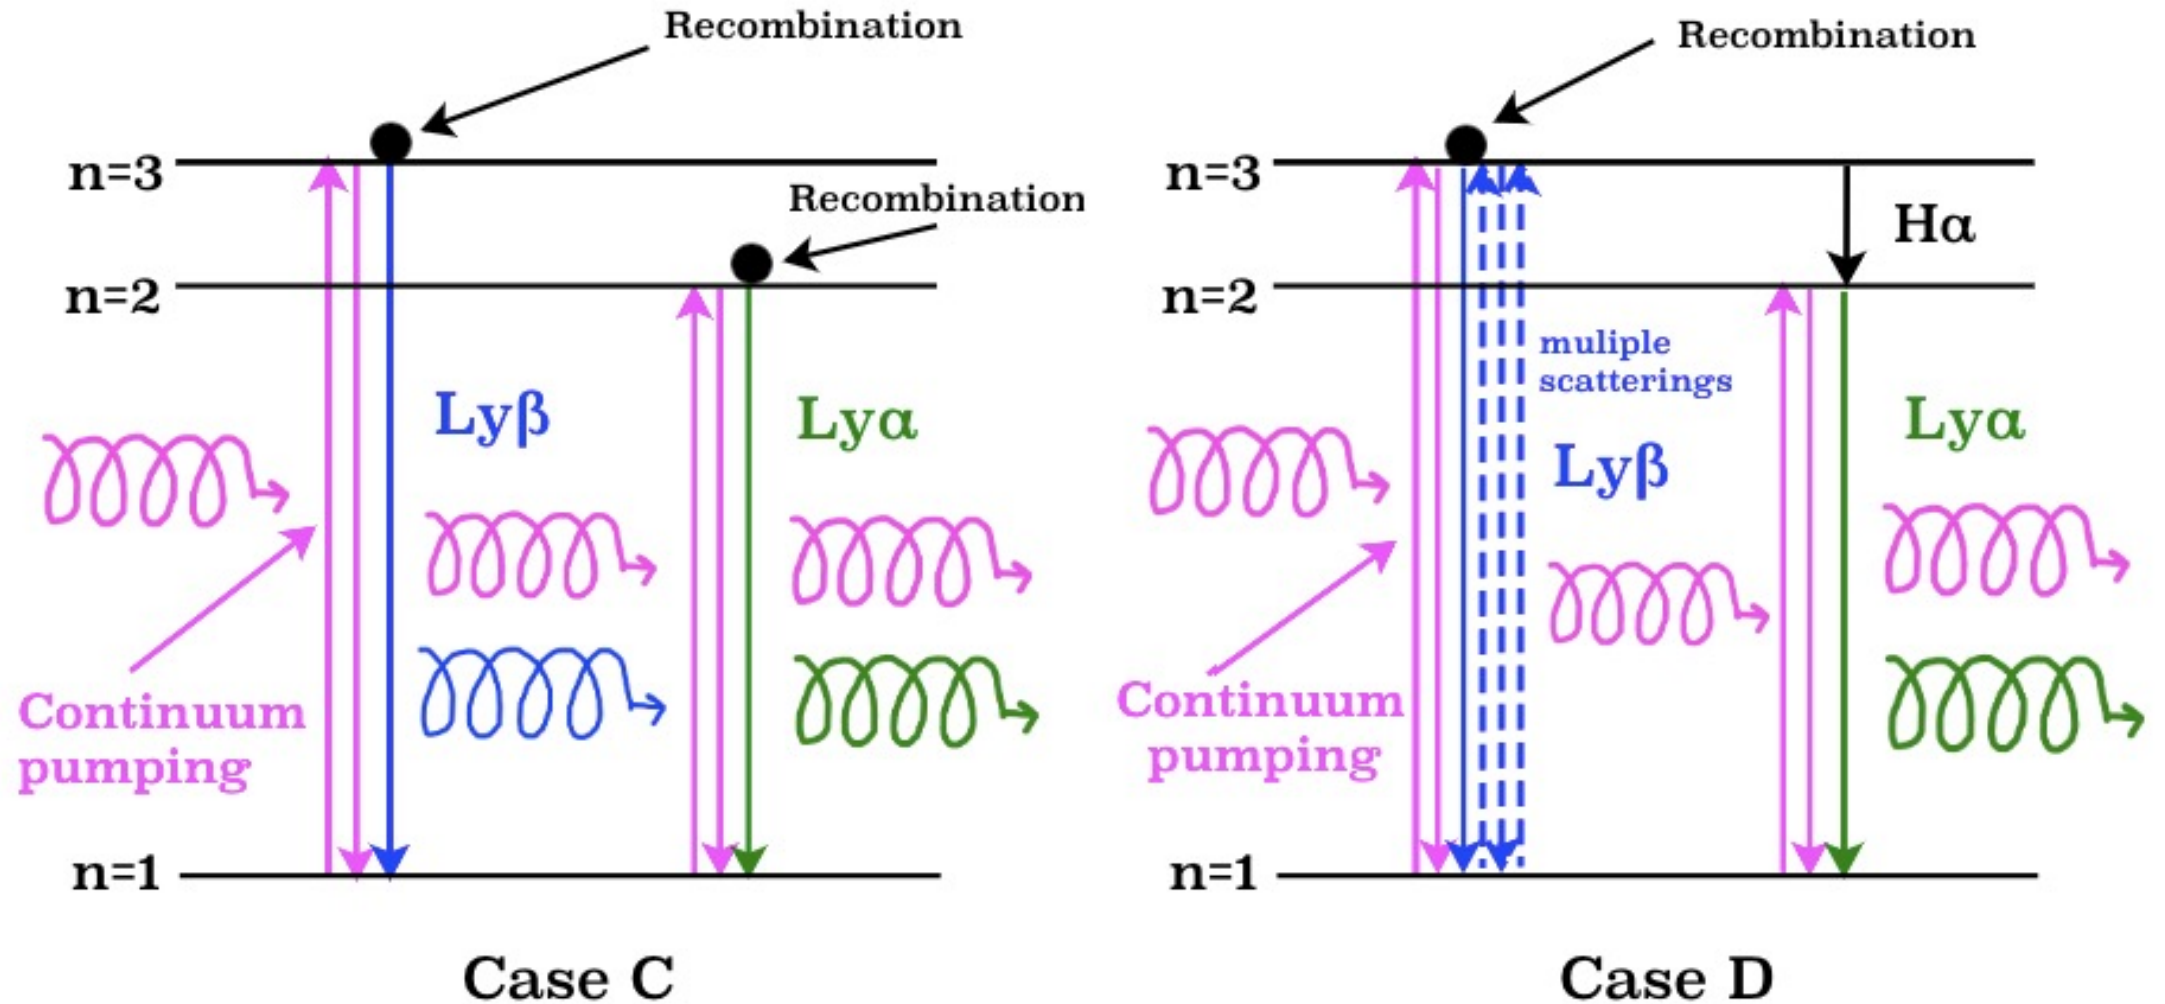 Recombination
n=3
Recombination
n=2
Lyβ
Lyα
Continuum
pumping
n=1
Case C
Recombination
n=3
Hα
n=2
muliple
scatterings
Lyα
Lyβ
Continuum
pumping
n=1
Case D